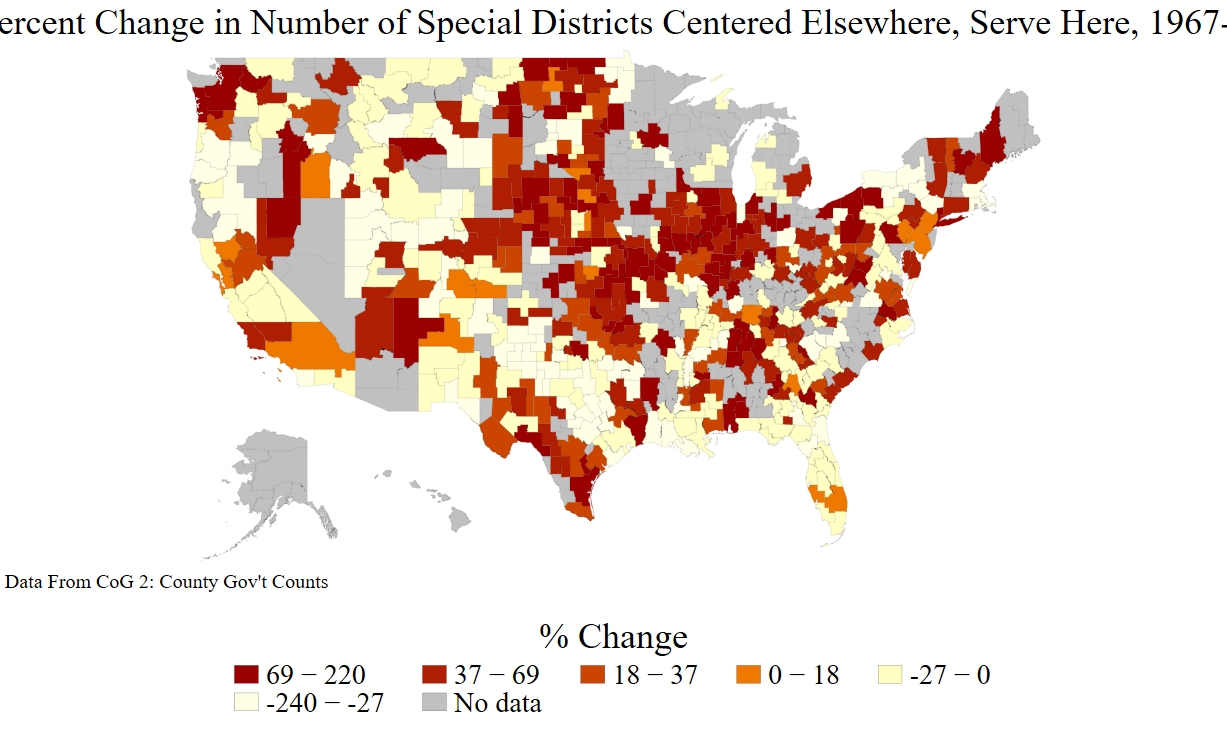 ercent Change in Number of Special Districts Centered Elsewhere, Serve Here, 1967-
Data From CoG 2: County Gov't Counts
% Change
69 − 220 37 − 69 18 − 37 0 − 18 -27 − 0
-240 − -27 No data